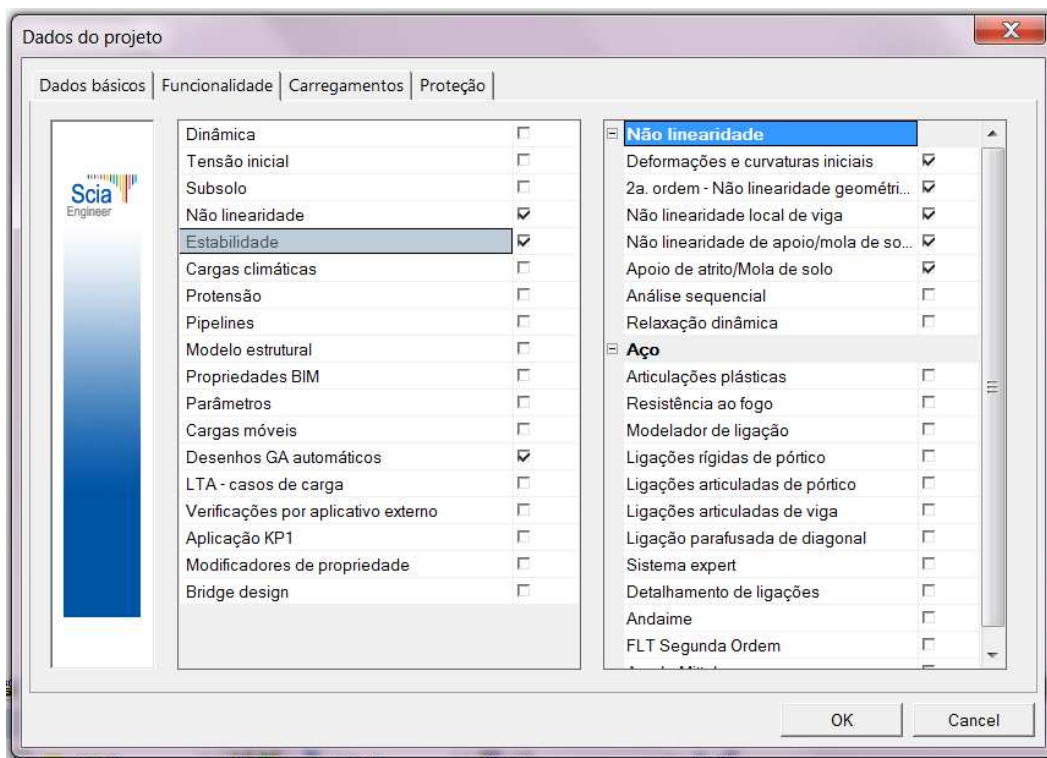 Dados do projeto
Dados básicos
Funcionalidade
Carregamentos
Proteção
Scia
Engineer
Dinâmica
Tensão inicial
Subsolo
Não linearidade
Estabilidade
Cargas climáticas
Protensão
Pipelines
Modelo estrutural
Propriedades BIM
Parâmetros
Cargas móveis
Desenhos GA automáticos
LTA - casos de carga
Verificações por aplicativo externo
Aplicação KP1
Modificadores de propriedade
Bridge design
Não linearidade
Deformações e curvaturas iniciais
2a. ordem - Não linearidade geométri...
Não linearidade local de viga
Não linearidade de apoio/mola de so...
Apoio de atrito/Mola de solo
Análise sequencial
Relaxação dinâmica
Aço
Articulações plásticas
Resistência ao fogo
Modelador de ligação
Ligações rígidas de pórtico
Ligações articuladas de pórtico
Ligações articuladas de viga
Ligação parafusada de diagonal
Sistema expert
Detalhamento de ligações
Andaime
FLT Segunda Ordem
OK
Cancel